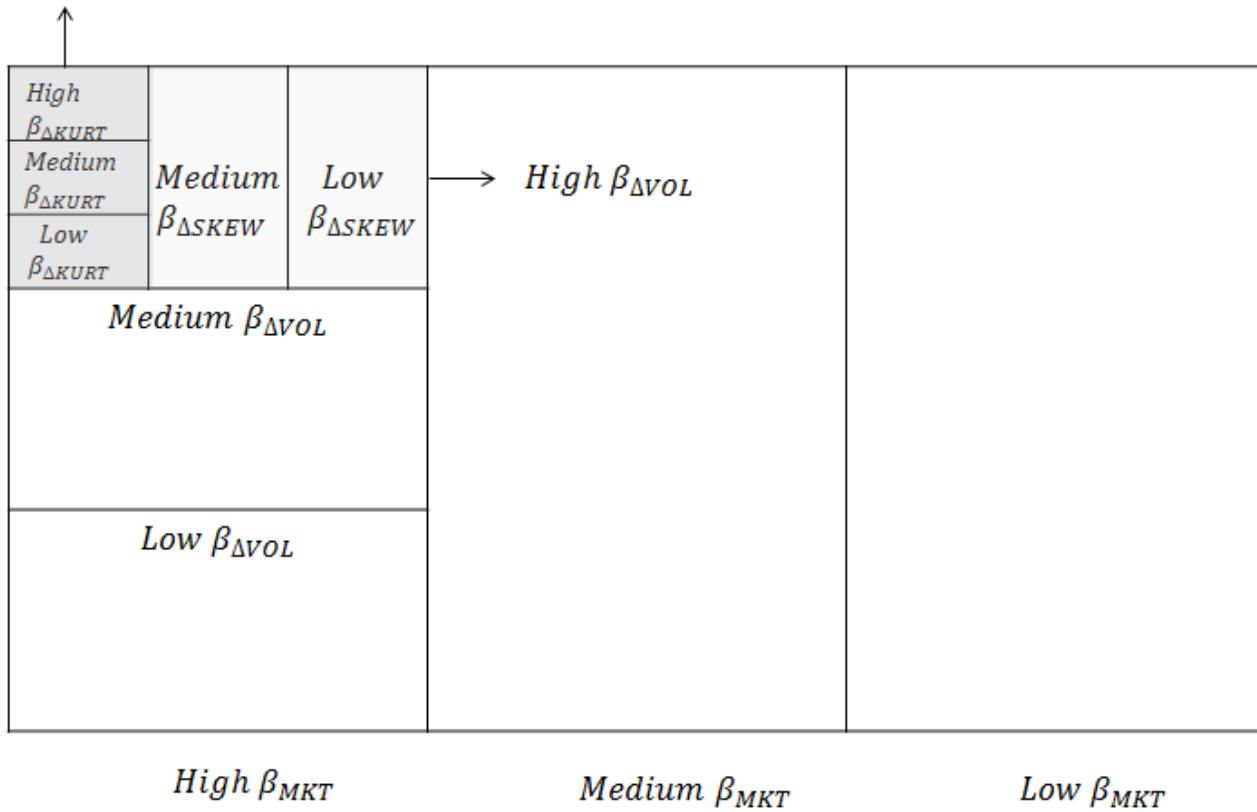 High
β_ΔKURT
Medium
β_ΔKURT
Low
β_ΔKURT
Medium
β_ΔSKEW
Low
β_ΔSKEW
High β_ΔVOL
Medium β_ΔVOL
Low β_ΔVOL
High β_MKT
Medium β_MKT
Low β_MKT